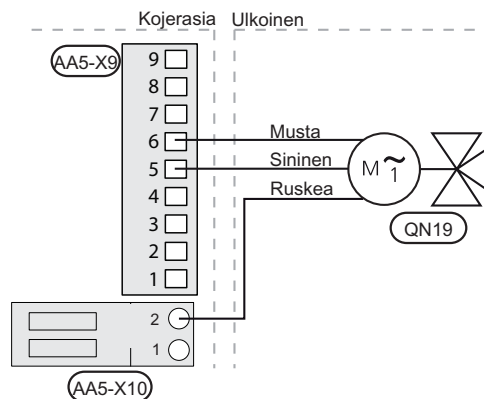 Kojerasia Ulkoinen
AA5-X9
9
8
7
6
5
4
3
2
1
Musta
Sininen
Ruskea
M ~ 1
QN19
2
1
AA5-X10